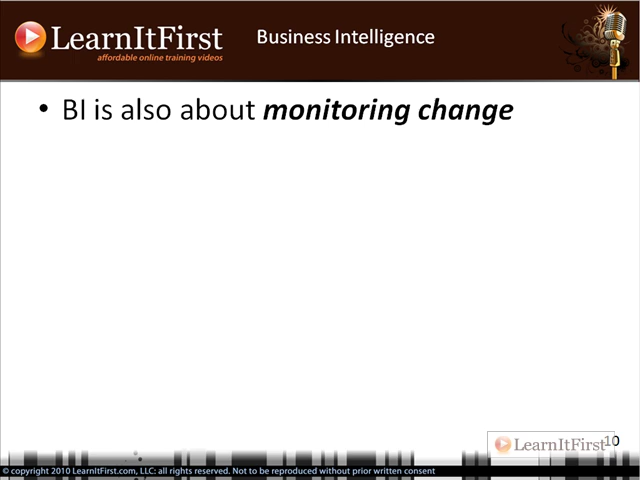 LearnItFirst
affordable online training videos
Business Intelligence
• BI is also about monitoring change
LearnItFirst
10
© copyright 2010 LearnItFirst.com, LLC: all rights reserved. Not to be reproduced without prior written consent